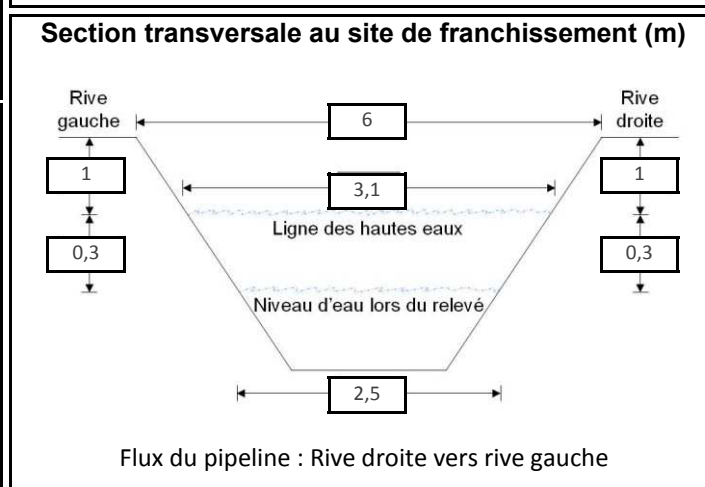 Section transversale au site de franchissement (m)
Rive
gauche
Rive
droite
6
1
3,1
1
Ligne des hautes eaux
0,3
0,3
Niveau d'eau lors du relevé
2,5
Flux du pipeline : Rive droite vers rive gauche